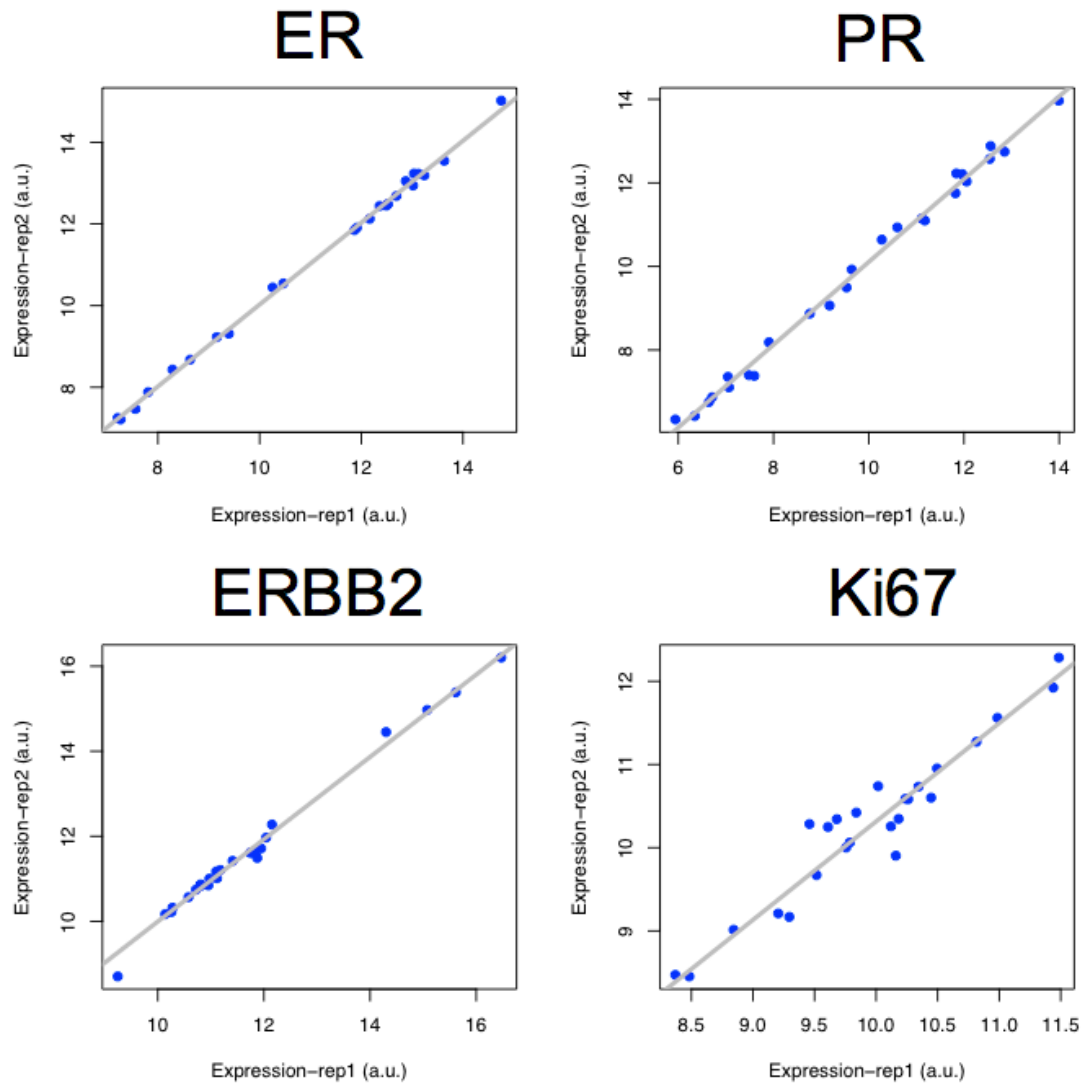 ER
PR
Expression-rep2 (a.u.)
14
12
10
8
8 10 12 14
Expression-rep1 (a.u.)
Expression-rep2 (a.u.)
14
12
10
8
6 8 10 12 14
Expression-rep1 (a.u.)
ERBB2
Ki67
Expression-rep2 (a.u.)
16
14
12
10
10 12 14 16
Expression-rep1 (a.u.)
Expression-rep2 (a.u.)
12
11
10
9
8.5 9.0 9.5 10.0 10.5 11.0 11.5
Expression-rep1 (a.u.)